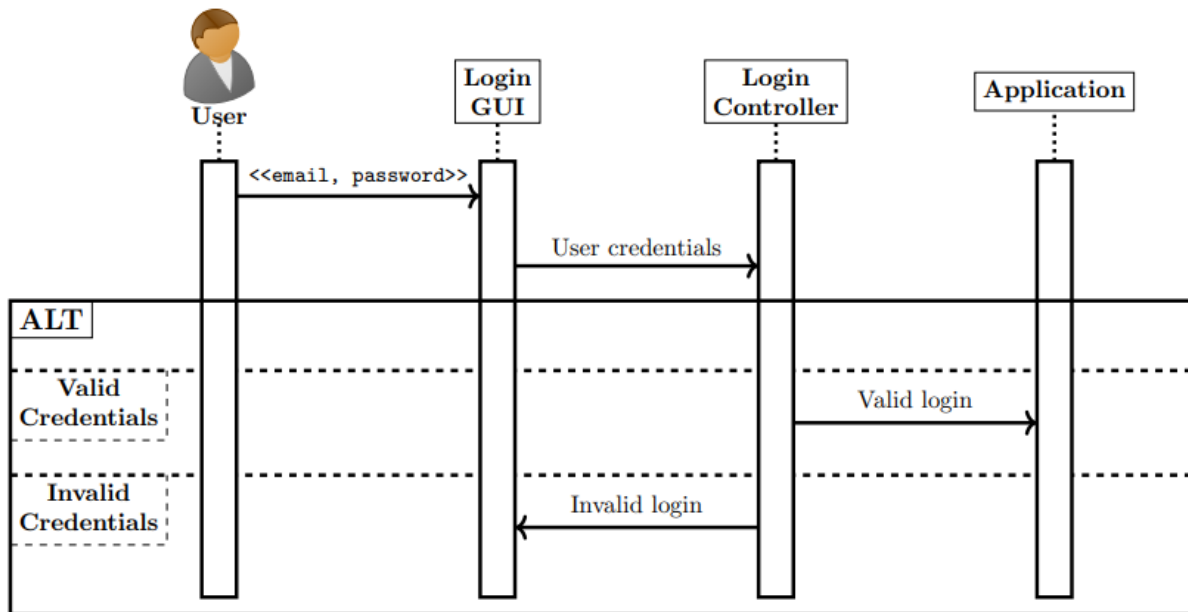 User
Login
GUI
Login
Controller
Application
<<email, password>>
User credentials
ALT
Valid
Credentials
Valid login
Invalid
Credentials
Invalid login